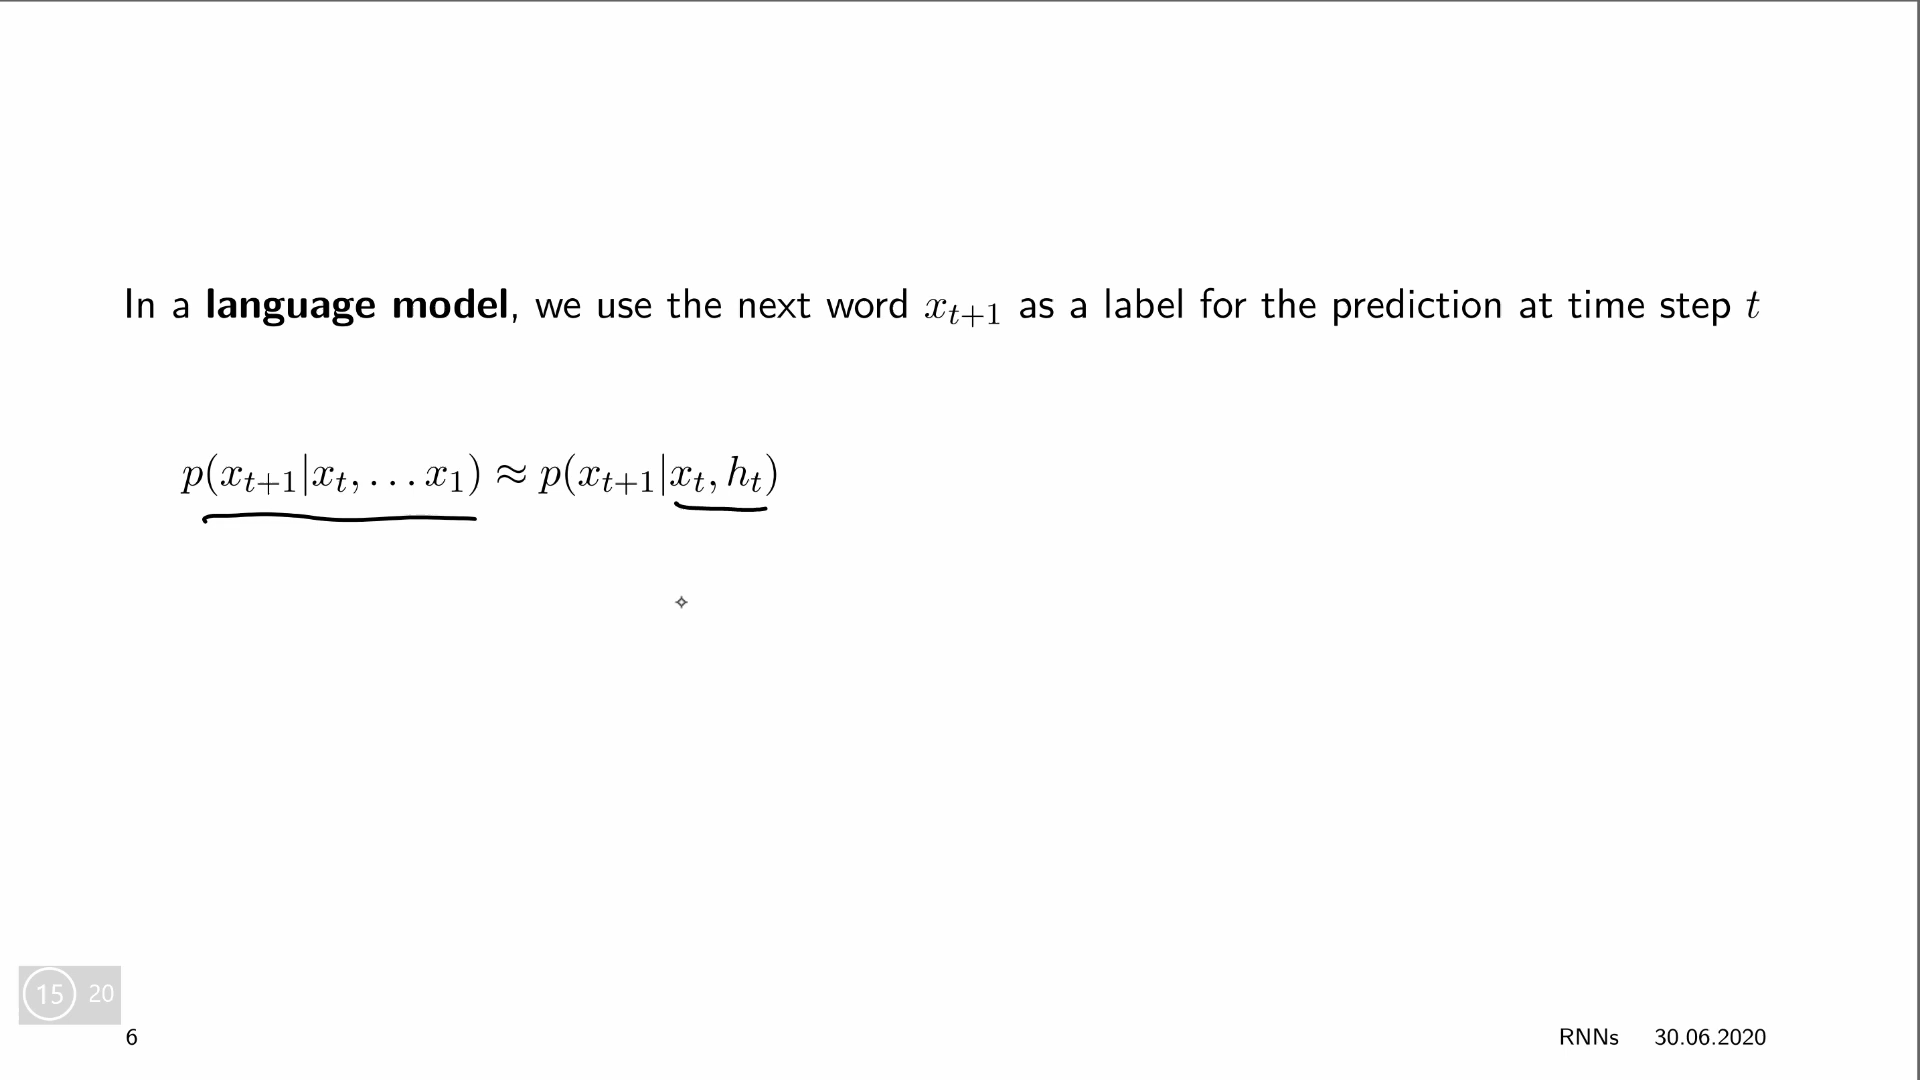 In a language model, we use the next word x_{t+1} as a label for the prediction at time step t
p(x_{t+1}|x_t, . . . x_1) ≈ p(x_{t+1}|x_t, h_t)
15 20
6 RNNs 30.06.2020